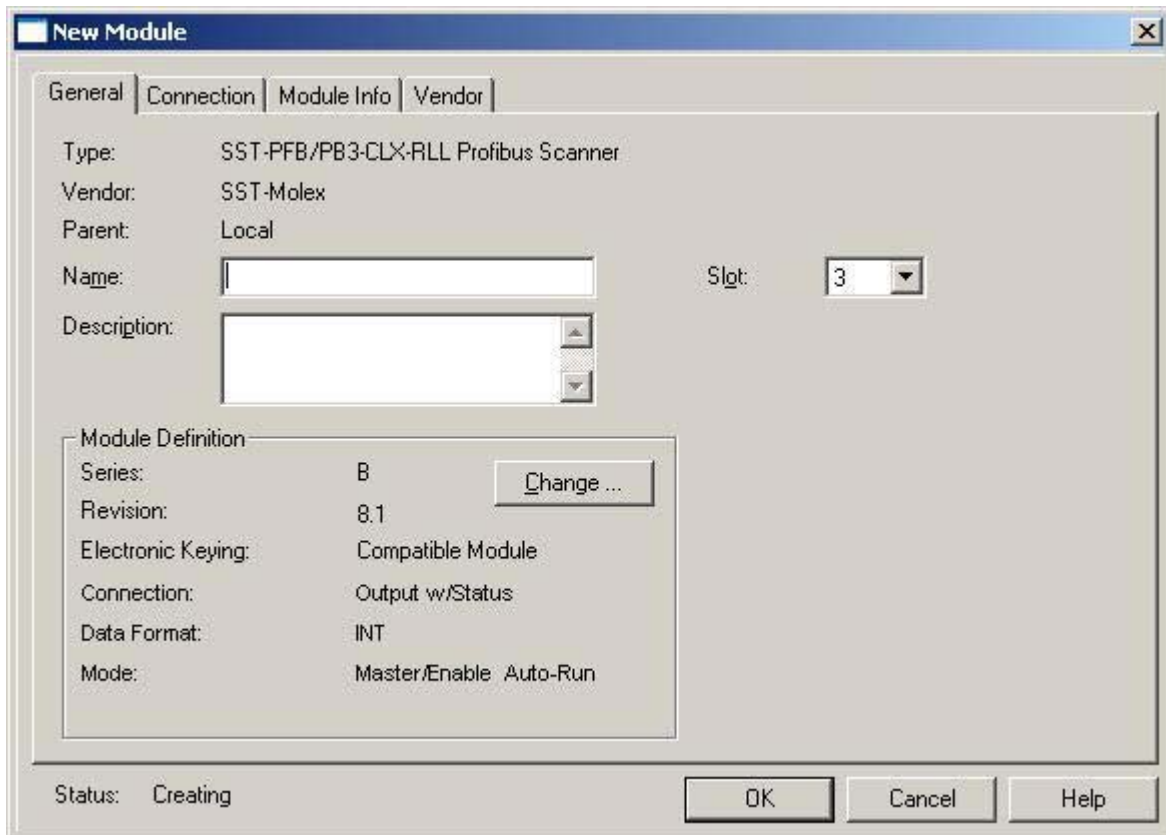 New Module
General Connection Module Info Vendor
Type: SST-PFB/PB3-CLX-RLL Profibus Scanner
Vendor: SST-Molex
Parent: Local
Name: Slot: 3
Description:
Module Definition
Series: B Change ...
Revision: 8.1
Electronic Keying: Compatible Module
Connection: Output w/Status
Data Format: INT
Mode: Master/Enable Auto-Run
Status: Creating OK Cancel Help